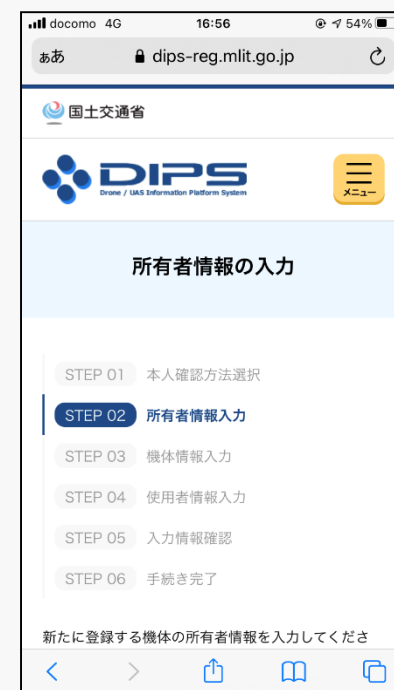 docomo 4G 16:56 54%
ああ dips-reg.mlit.go.jp
国土交通省
DIPS
Drone / UAS Information Platform System
メニュー
所有者情報の入力
STEP 01 本人確認方法選択
STEP 02 所有者情報入力
STEP 03 機体情報入力
STEP 04 使用者情報入力
STEP 05 入力情報確認
STEP 06 手続き完了
新たに登録する機体の所有者情報を入力してくださ